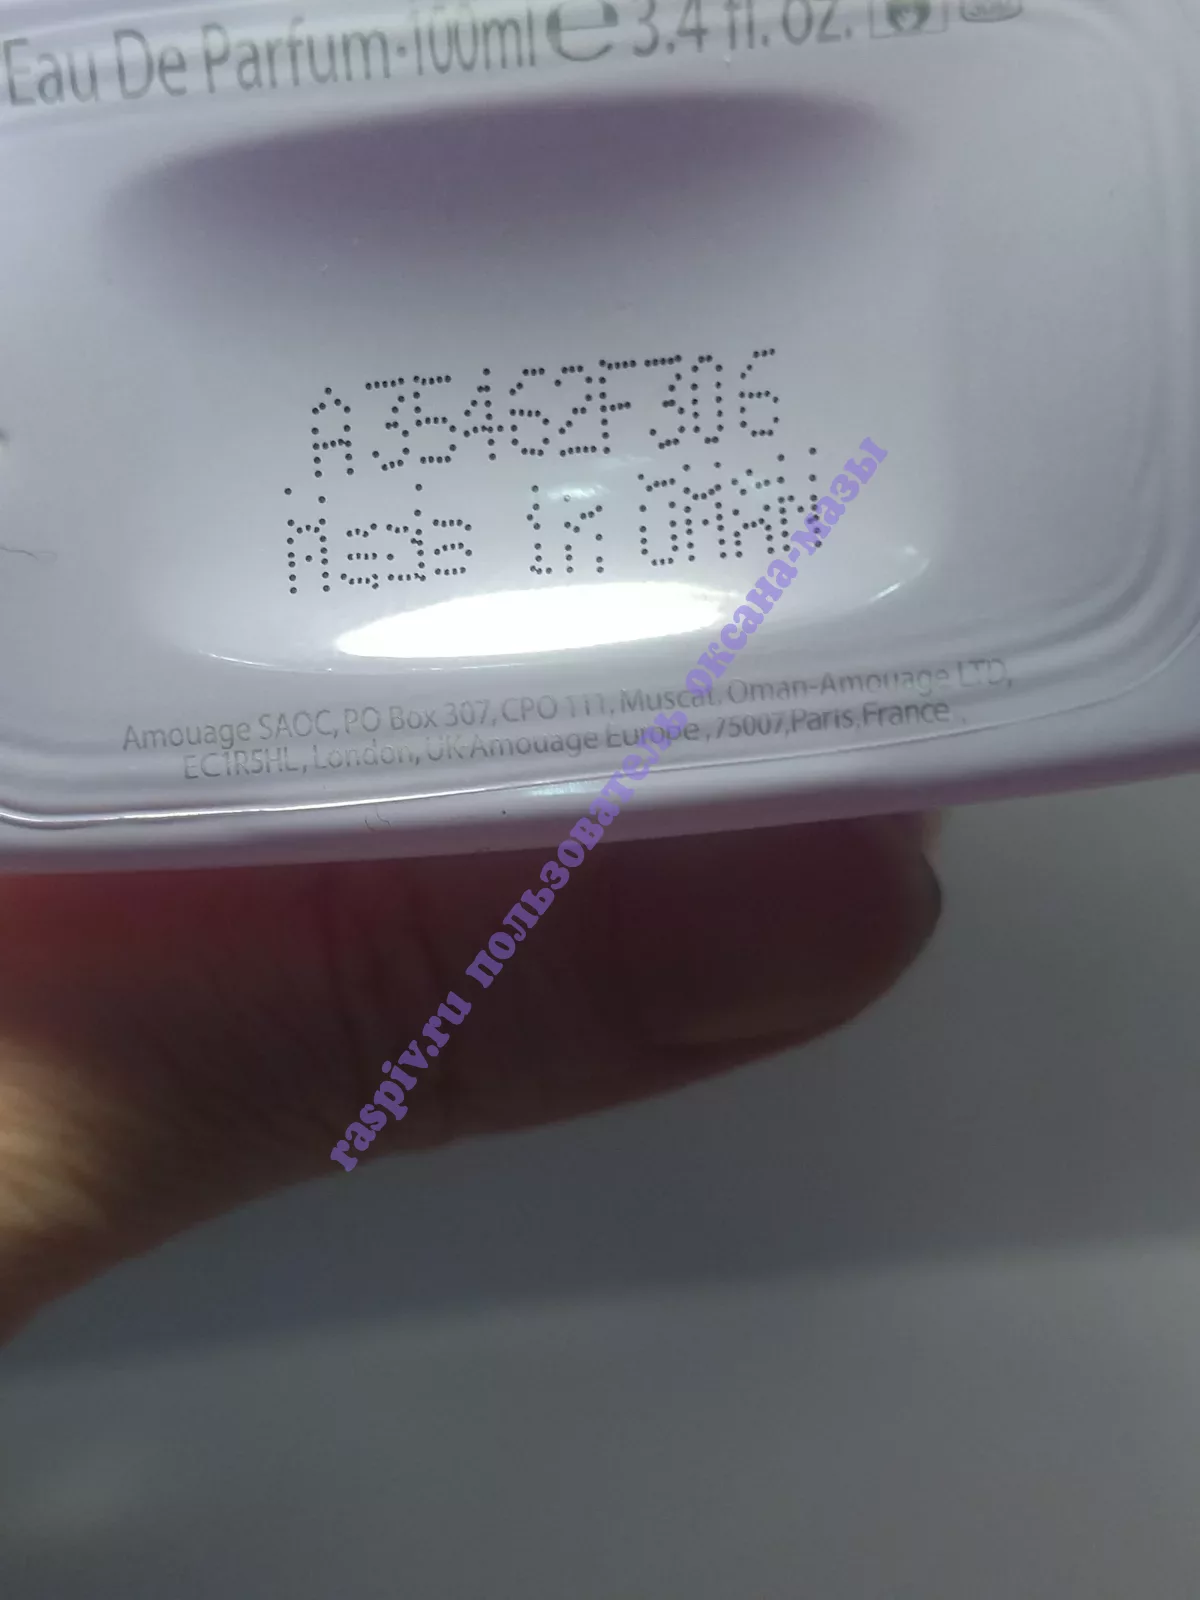 Eau De Parfum·100ml ℮ 3.4 fl. oz.
A35462F306
Made in OMAN
Amouage SAOC, PO Box 307, CPO 111, Muscat, Oman-Amouage LTD,
EC1R5HL, London, UK-Amouage Europe, 75007, Paris, France
raspiv.ru пользователь оксана-мазы